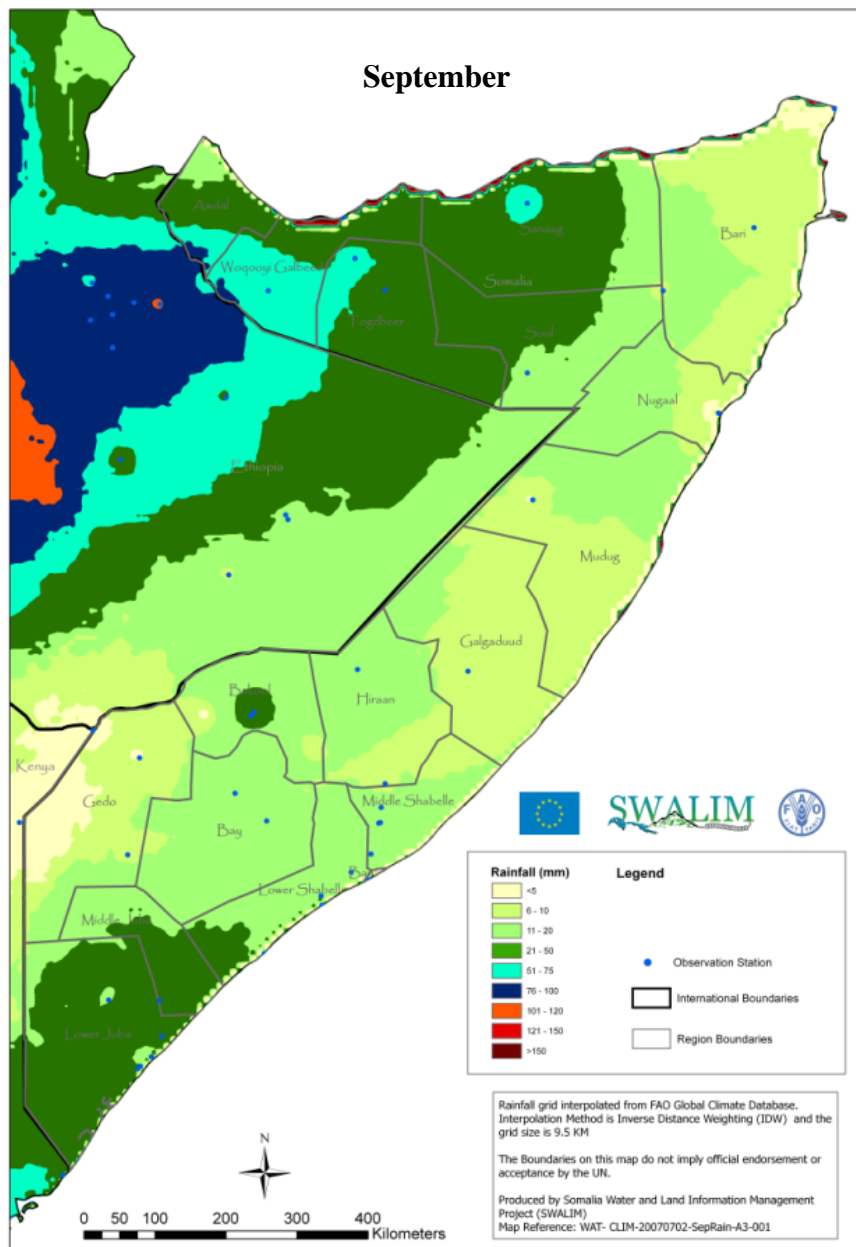 September
Awdal
Sanaag
Bari
Woqooyi Galbeed
Somalia
Togdheer
Sool
Nugaal
Ethiopia
Mudug
Galgaduud
Hiraan
Kenya
Gedo
Middle Shabelle
SWALIM
FAO
FIAT PANIS
Bay
Lower Shabelle
Lower Juba
Rainfall (mm)
Legend
<5
6 - 10
11 - 20
21 - 50
51 - 75
76 - 100
101 - 120
121 - 150
>150
Observation Station
International Boundaries
Region Boundaries
Rainfall grid interpolated from FAO Global Climate Database.
Interpolation Method is Inverse Distance Weighting (IDW) and the
grid size is 9.5 KM
The Boundaries on this map do not imply official endorsement or
acceptance by the UN.
Produced by Somalia Water and Land Information Management
Project (SWALIM)
Map Reference: WAT- CLIM-20070702-SepRain-A3-001
N
0 50 100 200 300 400
Kilometers